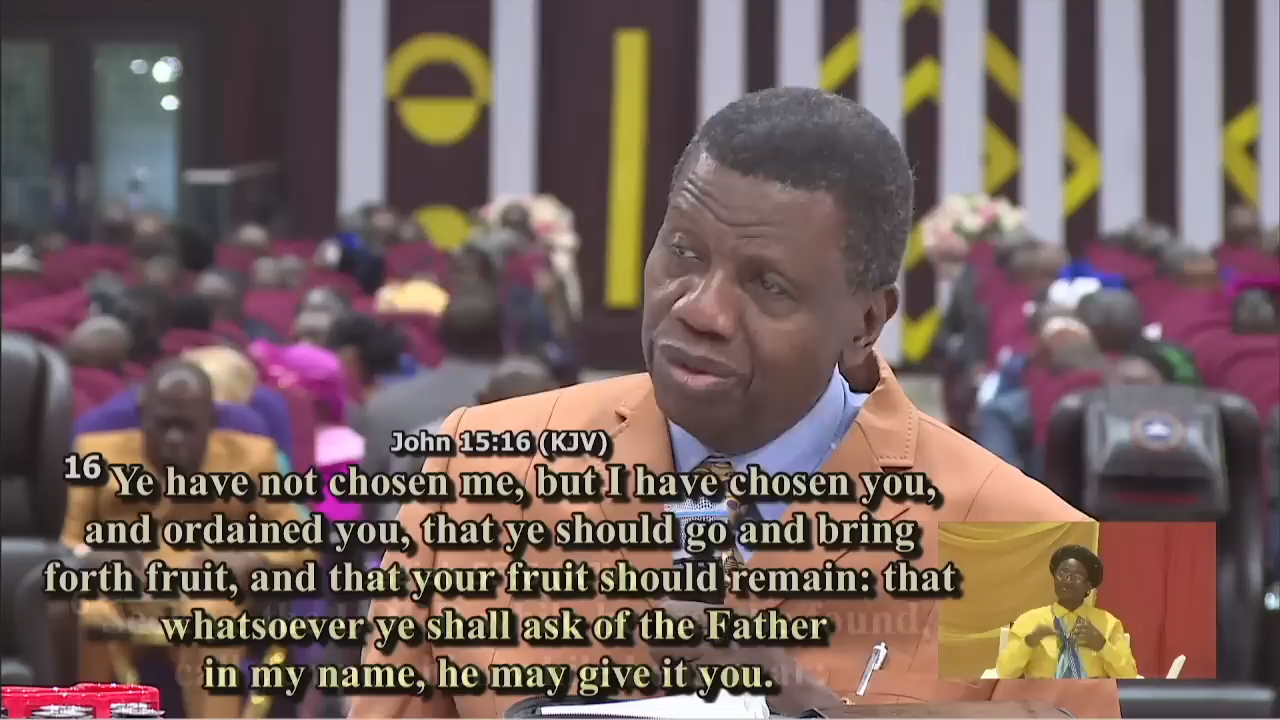 John 15:16 (KJV)
16 Ye have not chosen me, but I have chosen you,
and ordained you, that ye should go and bring
forth fruit, and that your fruit should remain: that
whatsoever ye shall ask of the Father
in my name, he may give it you.